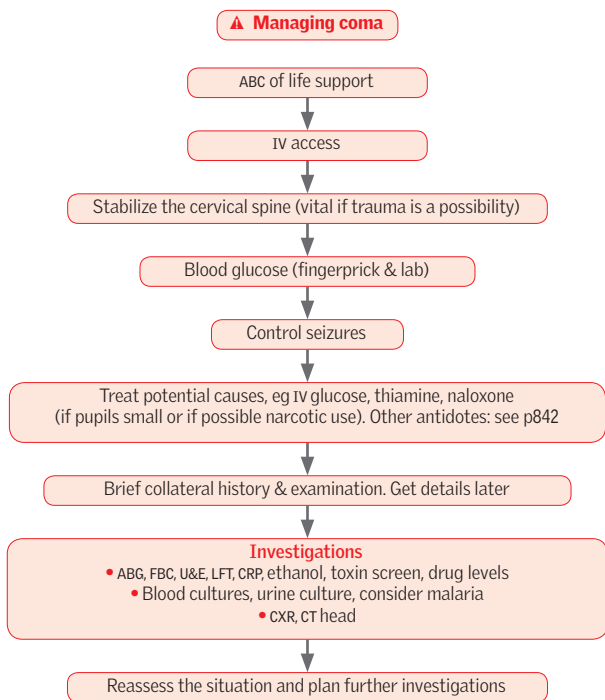 Managing coma
ABC of life support
IV access
Stabilize the cervical spine (vital if trauma is a possibility)
Blood glucose (fingerprick & lab)
Control seizures
Treat potential causes, eg IV glucose, thiamine, naloxone
(if pupils small or if possible narcotic use). Other antidotes: see p842
Brief collateral history & examination. Get details later
Investigations
• ABG, FBC, U&E, LFT, CRP, ethanol, toxin screen, drug levels
• Blood cultures, urine culture, consider malaria
• CXR, CT head
Reassess the situation and plan further investigations